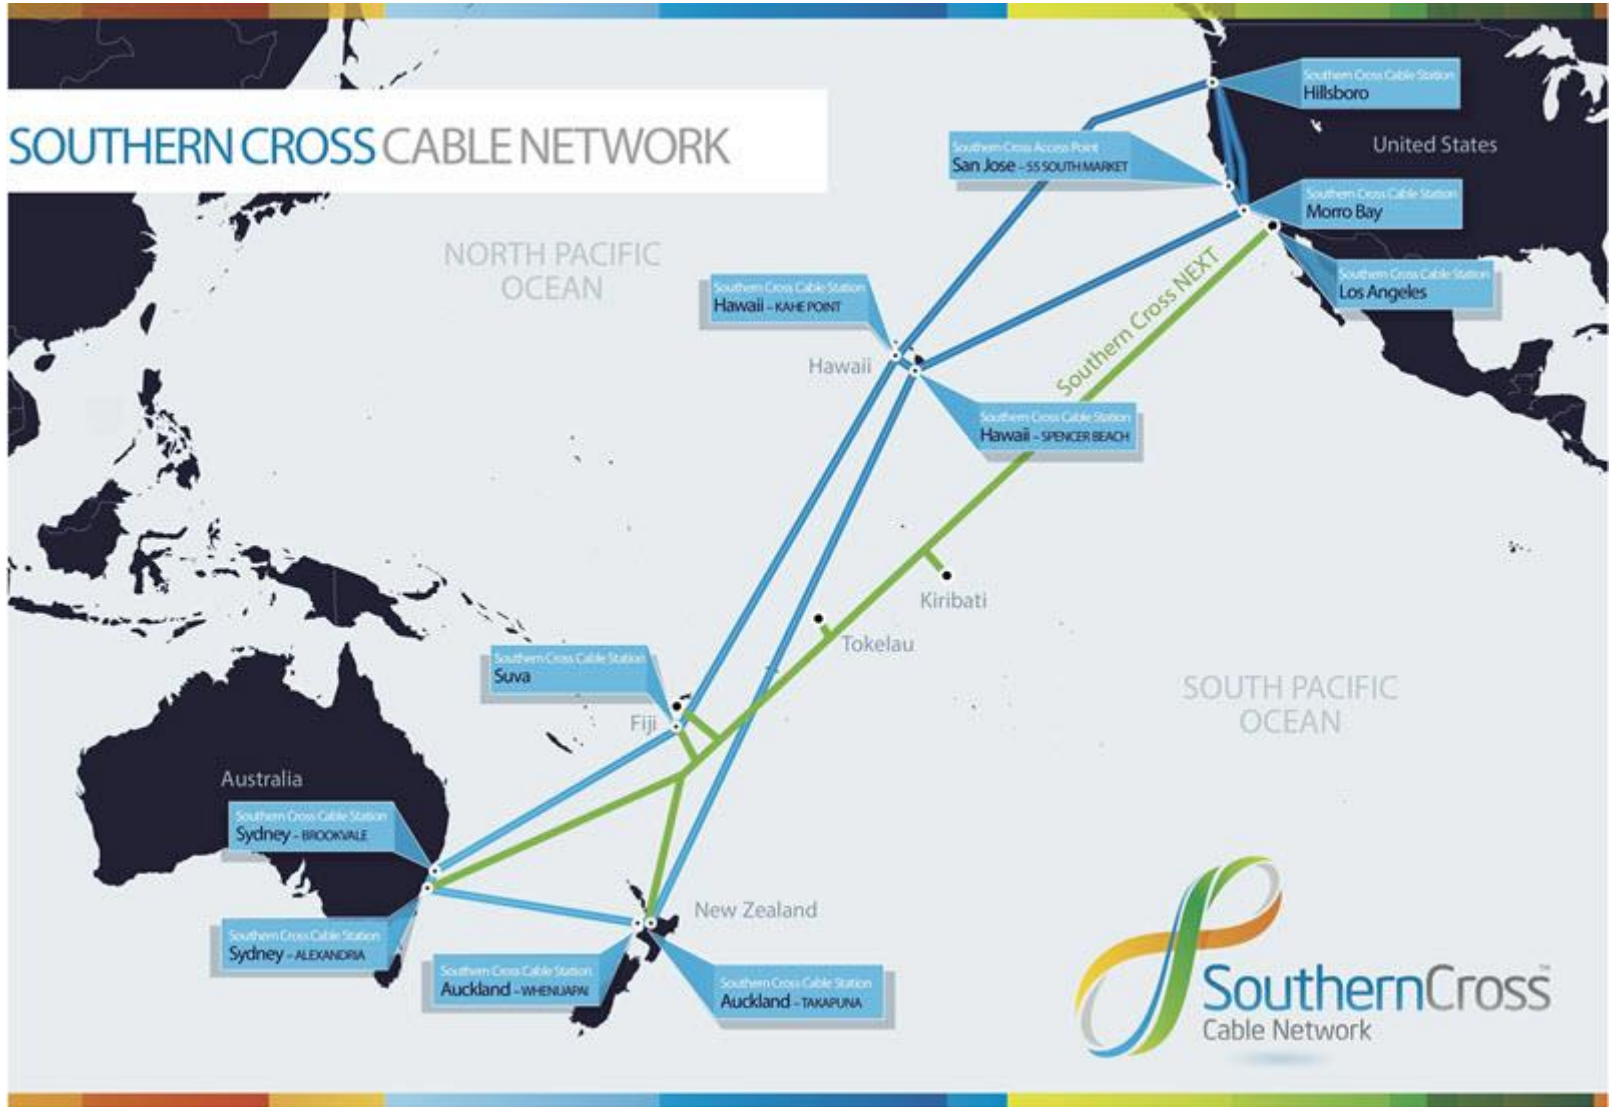 SOUTHERN CROSS CABLE NETWORK
Southern Cross Cable Station
Hillsboro
United States
Southern Cross Access Point
San Jose – 55 SOUTH MARKET
Southern Cross Cable Station
Morro Bay
NORTH PACIFIC
OCEAN
Southern Cross Cable Station
Los Angeles
Southern Cross NEXT
Southern Cross Cable Station
Hawaii – KAHE POINT
Hawaii
Southern Cross Cable Station
Hawaii – SPENCER BEACH
Kiribati
Tokelau
Southern Cross Cable Station
Suva
Fiji
SOUTH PACIFIC
OCEAN
Australia
Southern Cross Cable Station
Sydney – BROOKVALE
New Zealand
Southern Cross Cable Station
Sydney – ALEXANDRIA
Southern Cross Cable Station
Auckland – WHENUAPAI
Southern Cross Cable Station
Auckland – TAKAPUNA
SouthernCross™
Cable Network